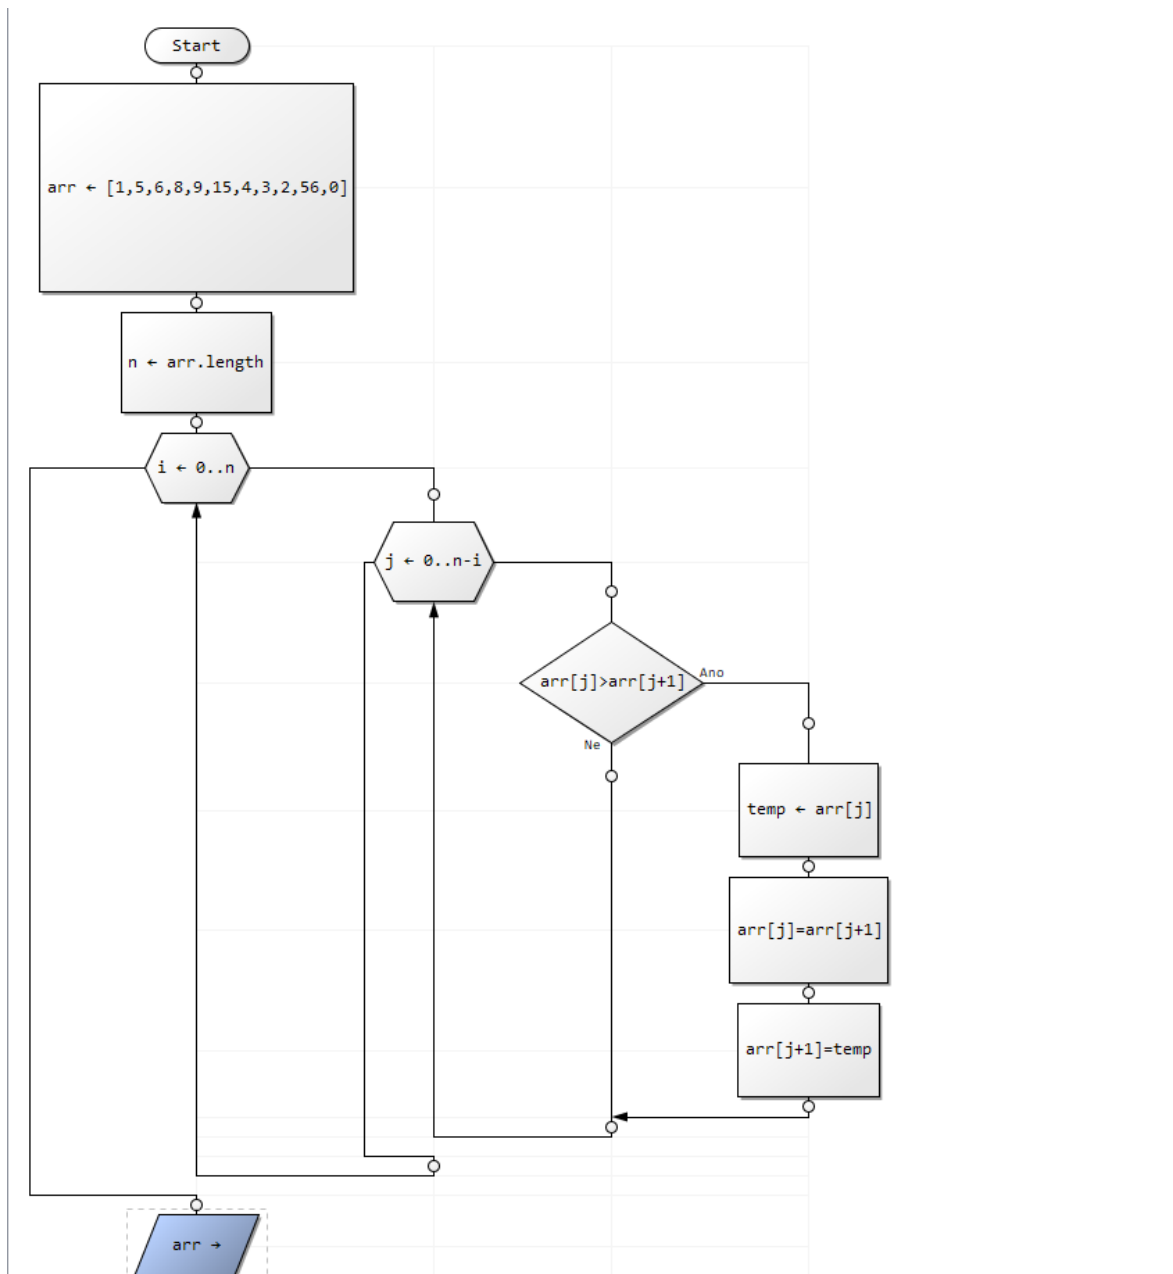 Start
arr ← [1,5,6,8,9,15,4,3,2,56,0]
n ← arr.length
i ← 0..n
j ← 0..n-i
arr[j]>arr[j+1]
Ano
Ne
temp ← arr[j]
arr[j]=arr[j+1]
arr[j+1]=temp
arr →